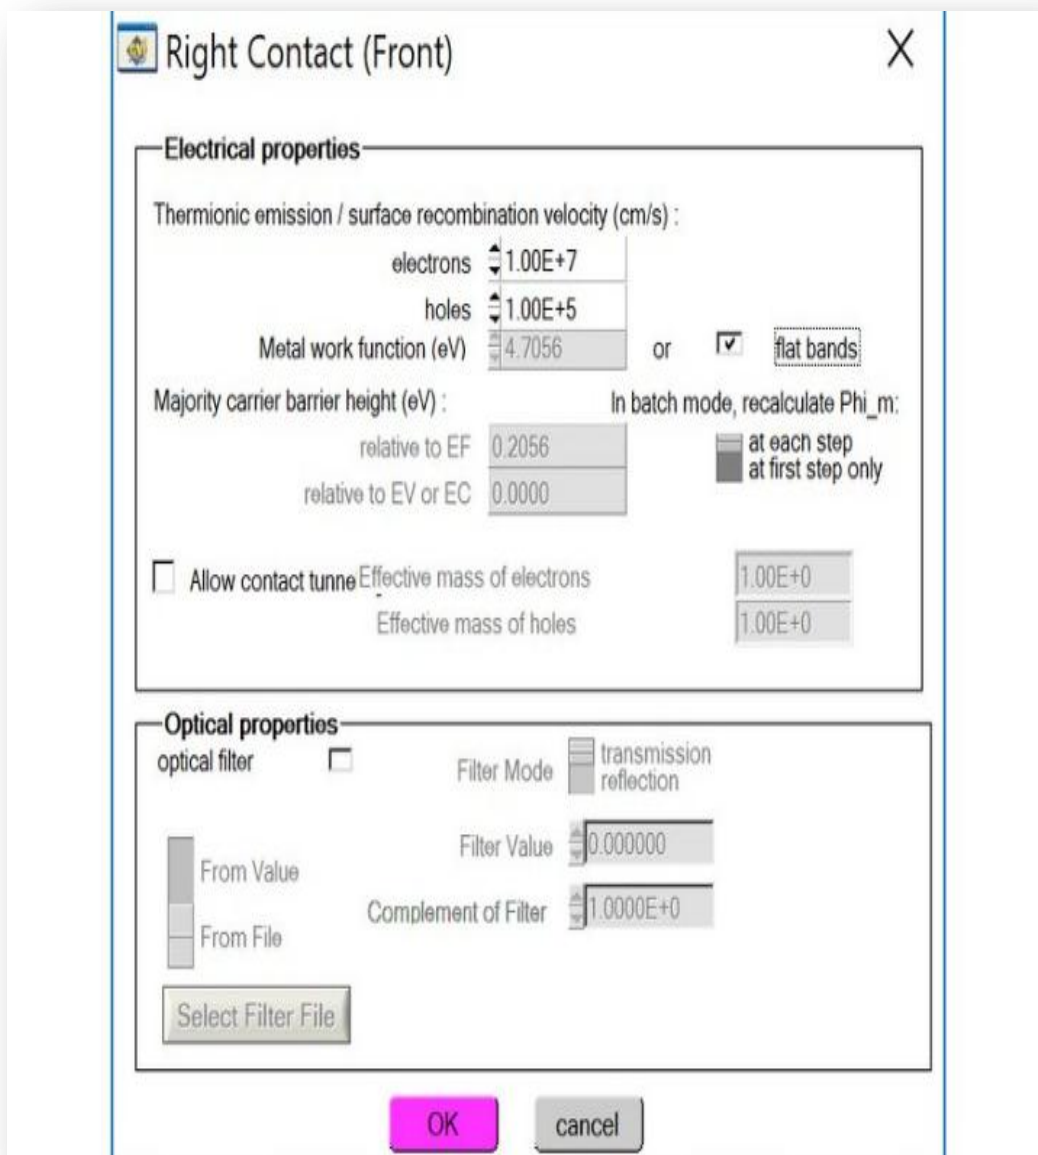 Right Contact (Front)
X
Electrical properties
Thermionic emission / surface recombination velocity (cm/s) :
electrons 1.00E+7
holes 1.00E+5
Metal work function (eV) 4.7056 or flat bands
Majority carrier barrier height (eV) : In batch mode, recalculate Phi_m:
relative to EF 0.2056 at each step
at first step only
relative to EV or EC 0.0000
Allow contact tunne Effective mass of electrons 1.00E+0
Effective mass of holes 1.00E+0
Optical properties
optical filter Filter Mode transmission
reflection
From Value Filter Value 0.000000
From File Complement of Filter 1.0000E+0
Select Filter File
OK cancel